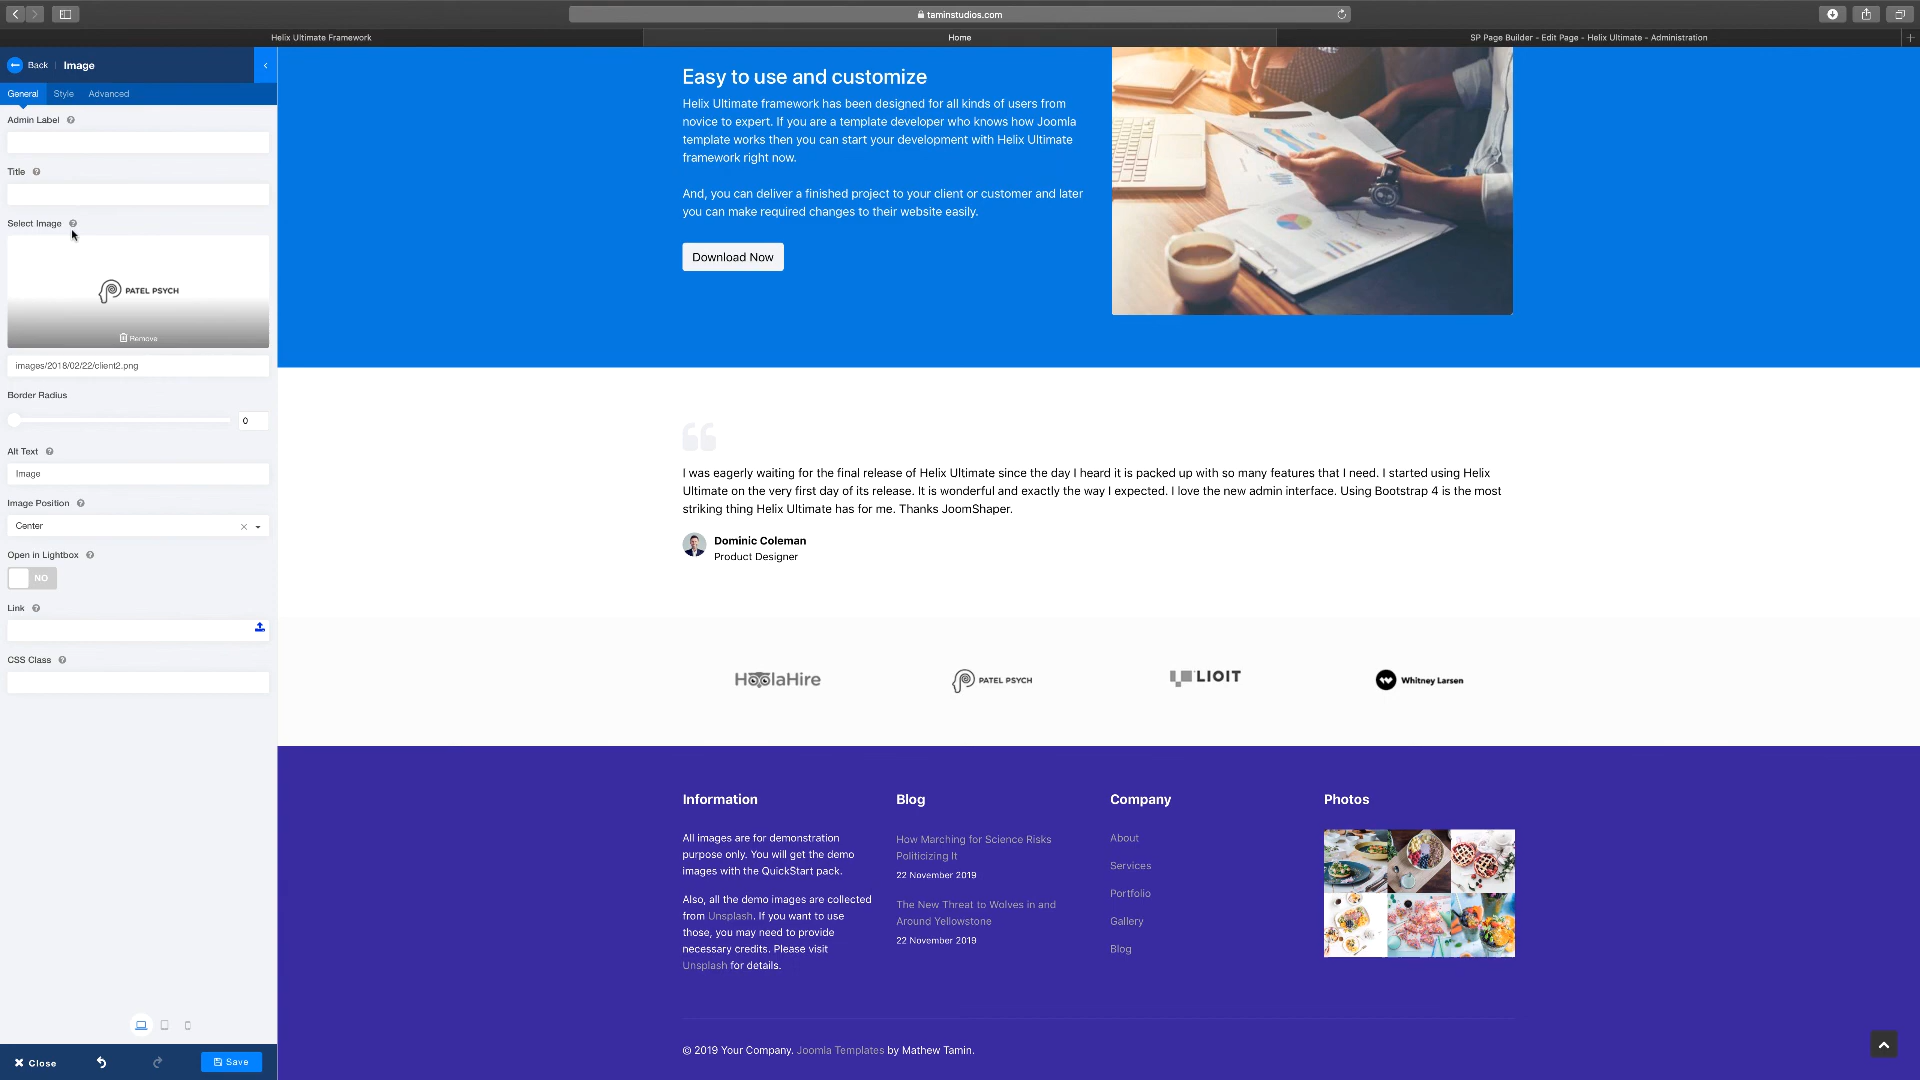 taminstudios.com
Helix Ultimate Framework
Home
SP Page Builder - Edit Page - Helix Ultimate - Administration
Back
Image
General
Style
Advanced
Admin Label
Title
Select Image
PATEL PSYCH
Remove
images/2018/02/22/client2.png
Border Radius
0
Alt Text
Image
Image Position
Center
Open in Lightbox
NO
Link
CSS Class
Close
Save
Easy to use and customize
Helix Ultimate framework has been designed for all kinds of users from
novice to expert. If you are a template developer who knows how Joomla
template works then you can start your development with Helix Ultimate
framework right now.
And, you can deliver a finished project to your client or customer and later
you can make required changes to their website easily.
Download Now
I was eagerly waiting for the final release of Helix Ultimate since the day I heard it is packed up with so many features that I need. I started using Helix
Ultimate on the very first day of its release. It is wonderful and exactly the way I expected. I love the new admin interface. Using Bootstrap 4 is the most
striking thing Helix Ultimate has for me. Thanks JoomShaper.
Dominic Coleman
Product Designer
HoolaHire
PATEL PSYCH
LIOIT
Whitney Larsen
Information
All images are for demonstration
purpose only. You will get the demo
images with the QuickStart pack.
Also, all the demo images are collected
from Unsplash. If you want to use
those, you may need to provide
necessary credits. Please visit
Unsplash for details.
Blog
How Marching for Science Risks
Politicizing It
22 November 2019
The New Threat to Wolves in and
Around Yellowstone
22 November 2019
Company
About
Services
Portfolio
Gallery
Blog
Photos
© 2019 Your Company. Joomla Templates by Mathew Tamin.